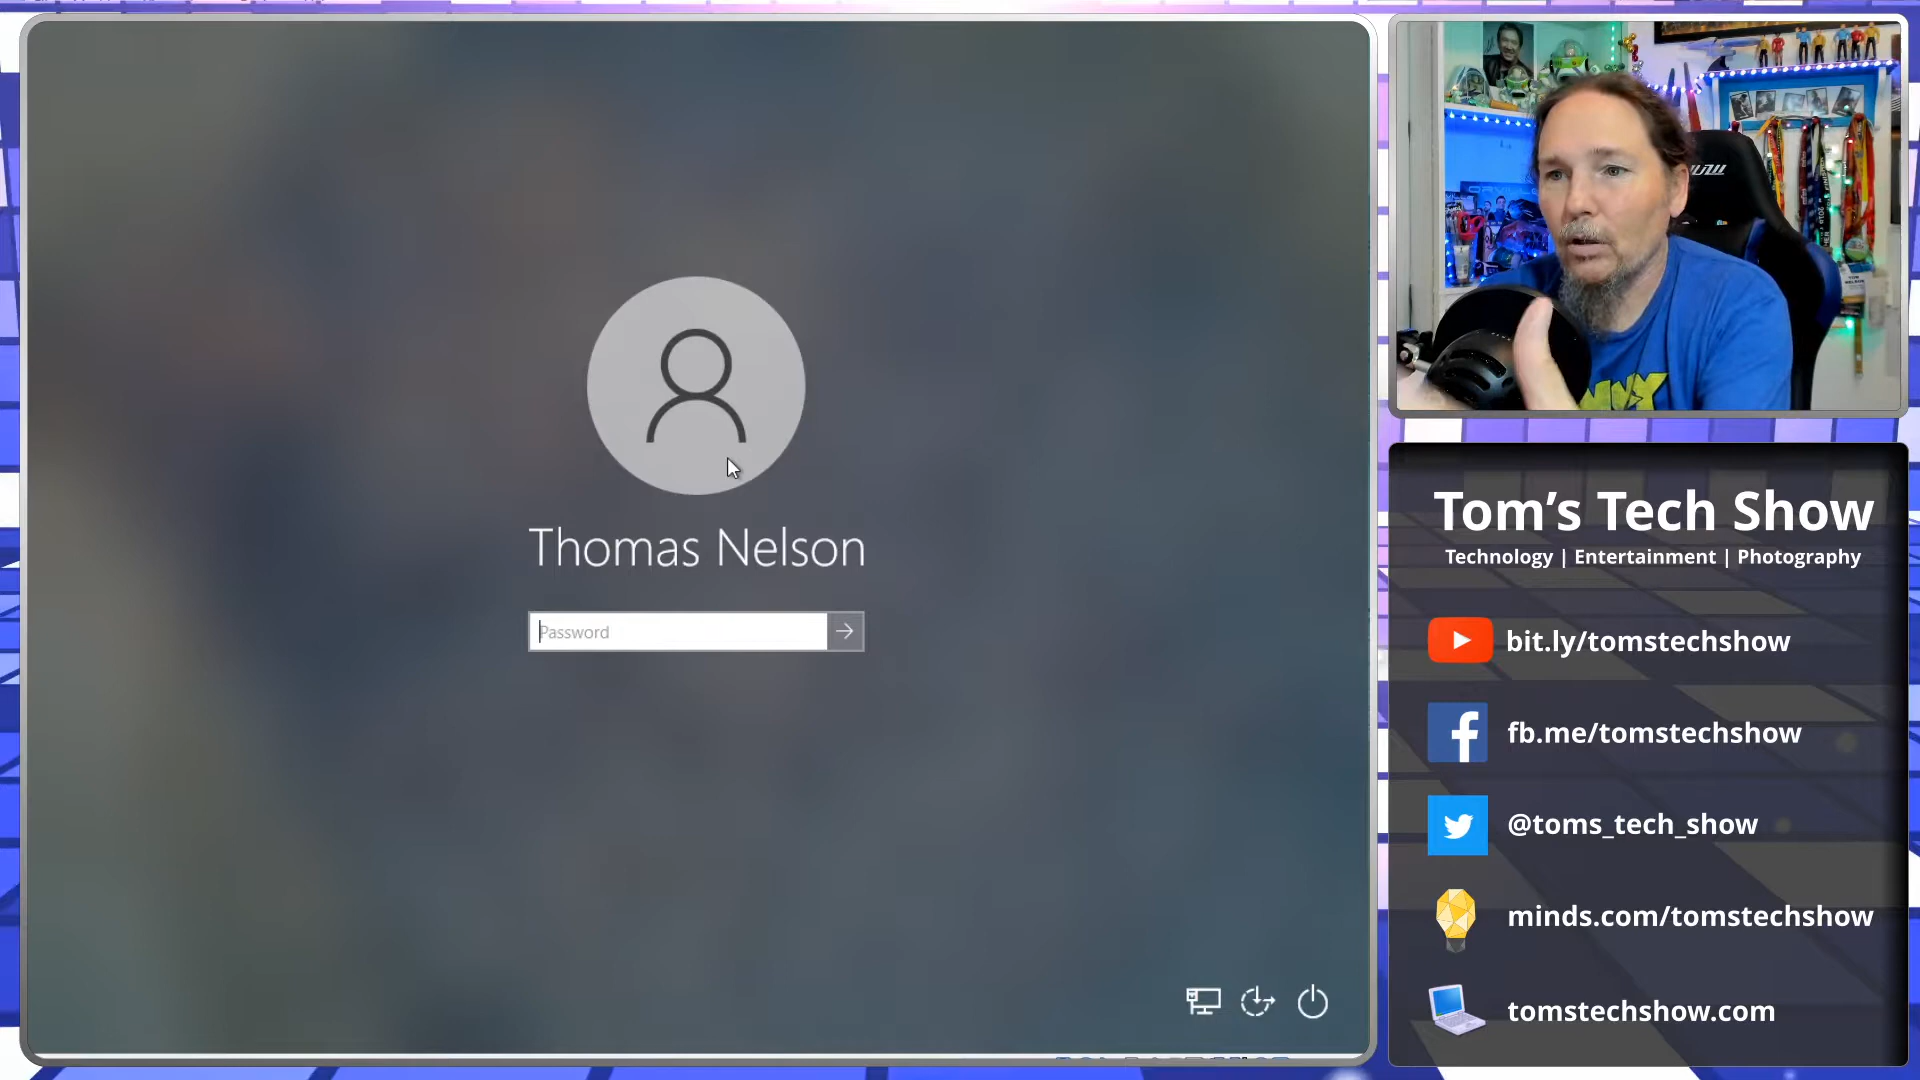 Thomas Nelson
Password
Tom's Tech Show
Technology | Entertainment | Photography
bit.ly/tomstechshow
fb.me/tomstechshow
@toms_tech_show
minds.com/tomstechshow
tomstechshow.com